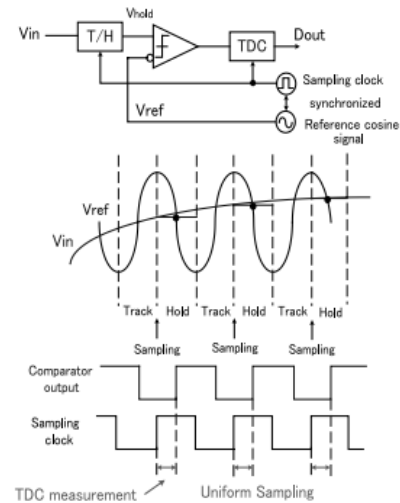 Vhold
Vin
T/H
TDC
Dout
Sampling clock
synchronized
Vref
Reference cosine
signal
Vref
Vin
Track
Hold
Track
Hold
Track
Hold
Sampling
Sampling
Sampling
Comparator
output
Sampling
clock
TDC measurement
Uniform Sampling